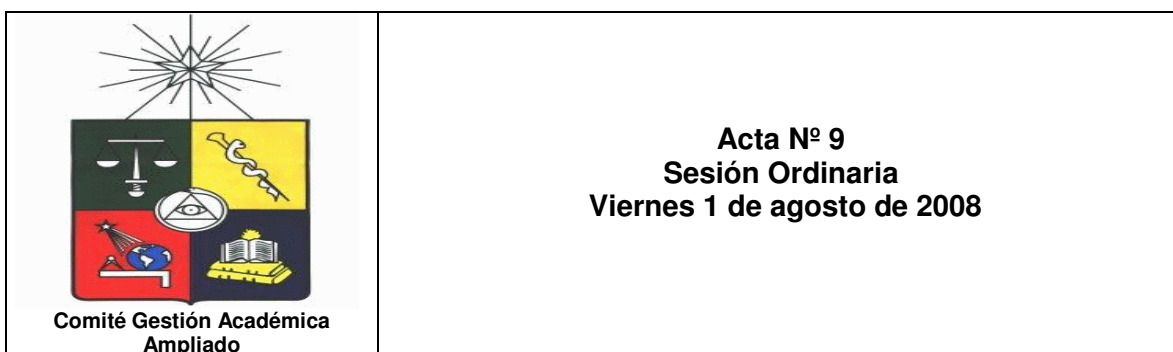 Comité Gestión Académica
Ampliado
Acta Nº 9
Sesión Ordinaria
Viernes 1 de agosto de 2008